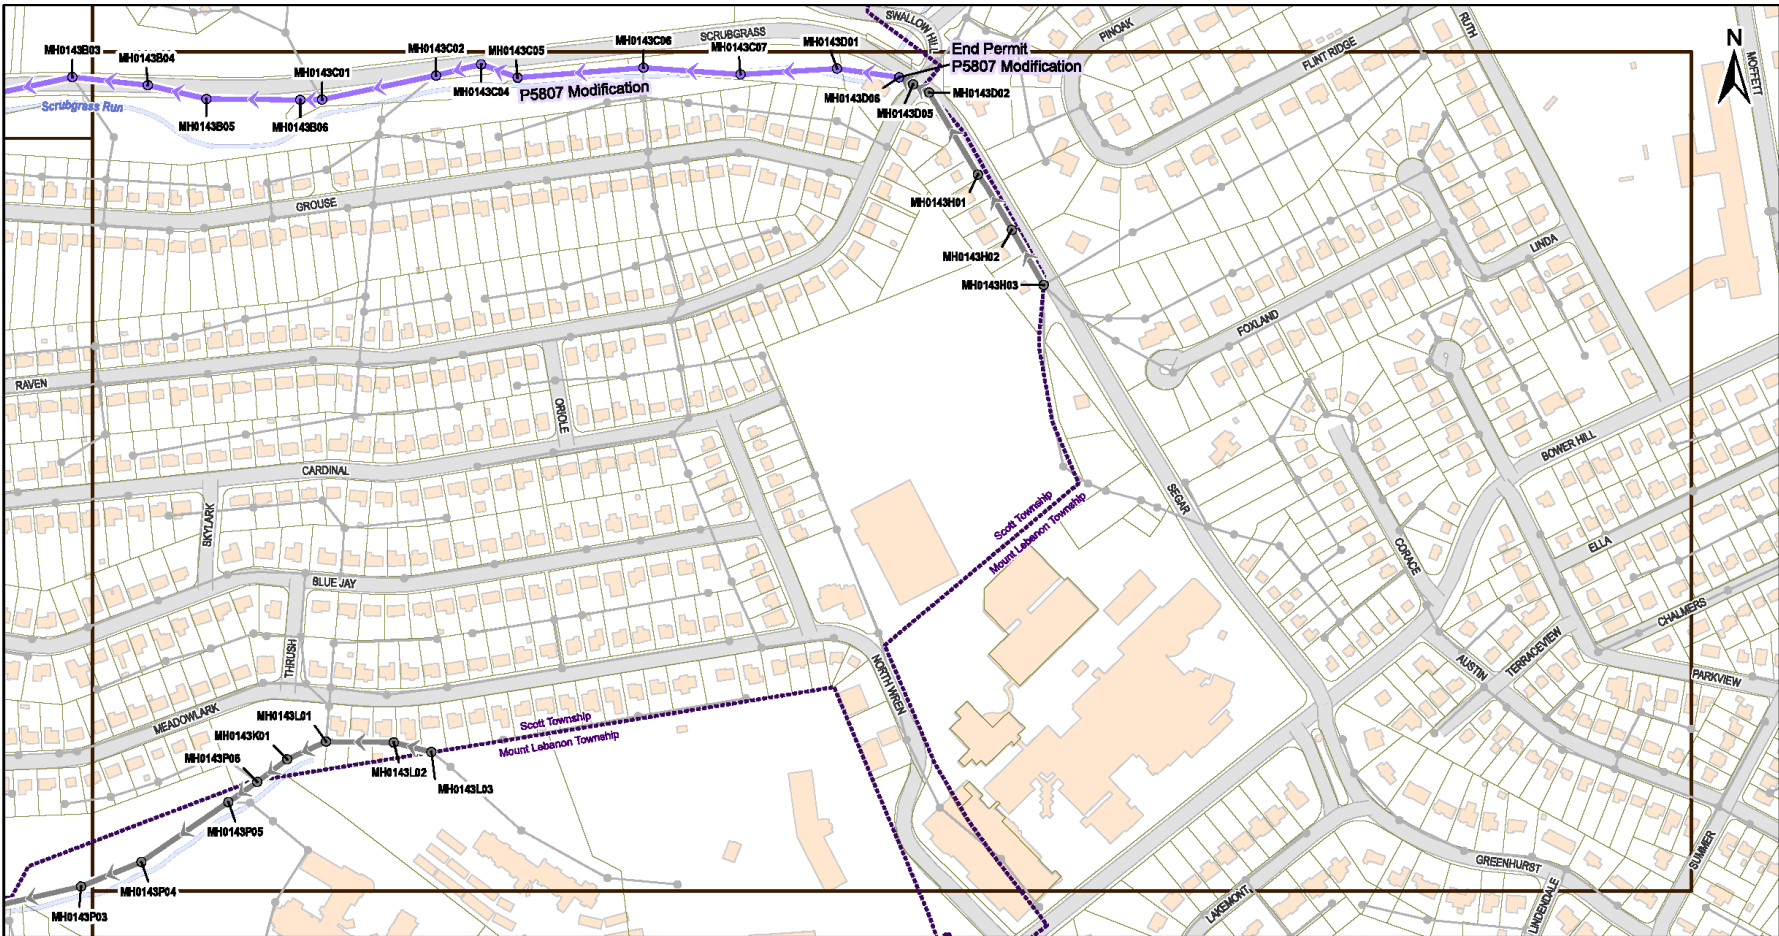 SWALLOW HILL
PINOAK
RUTH
N
MOFFETT
MH0143B03
MH0143B04
MH0143C02
MH0143C05
MH0143C06
SCRUBGRASS
MH0143C07
MH0143D01
End Permit
P5807 Modification
FLINT RIDGE
MH0143C01
MH0143C04
P5807 Modification
MH0143D06
MH0143D02
Scrubgrass Run
MH0143B05
MH0143B06
MH0143D05
GROUSE
MH0143H01
LINDA
MH0143H02
MH0143H03
FOXLAND
RAVEN
ORIOLE
BOWER HILL
CARDINAL
SKYLARK
Scott Township
Mount Lebanon Township
SEGAR
CORACE
ELLA
BLUE JAY
CHALMERS
THRUSH
NORTH WREN
AUSTIN
TERRACEVIEW
PARKVIEW
MEADOWLARK
MH0143L01
Scott Township
Mount Lebanon Township
MH0143K01
MH0143P06
MH0143L02
MH0143L03
MH0143P05
GREENHURST
SUMMER
MH0143P04
LAKEMONT
LINDENDALE
MH0143P03